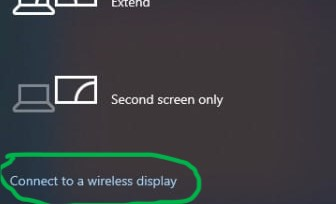 Extend
Second screen only
Connect to a wireless display